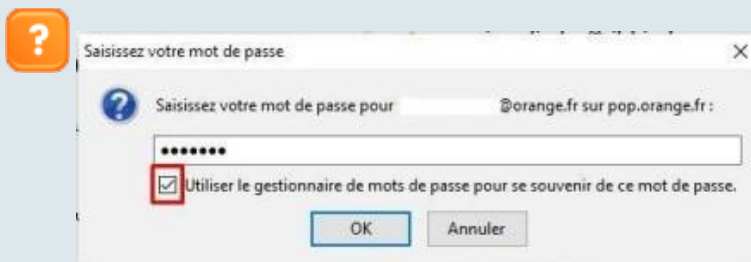 ?
Saisissez votre mot de passe
Saisissez votre mot de passe pour @orange.fr sur pop.orange.fr :
•••••••
Utiliser le gestionnaire de mots de passe pour se souvenir de ce mot de passe.
OK Annuler